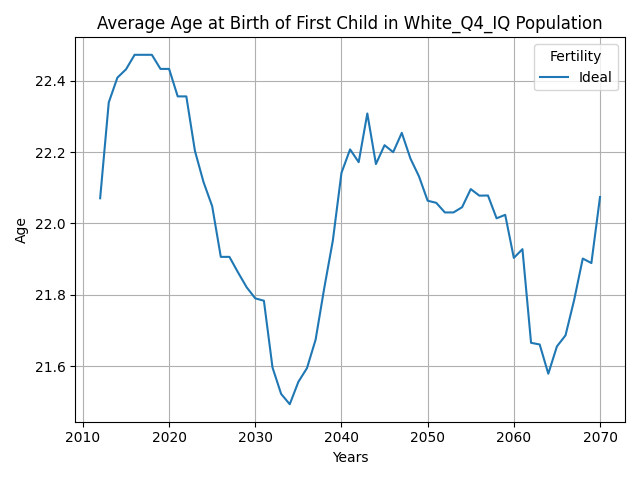 Average Age at Birth of First Child in White_Q4_IQ Population
Fertility
Ideal
22.4
22.2
22.0
21.8
21.6
Age
2010 2020 2030 2040 2050 2060 2070
Years